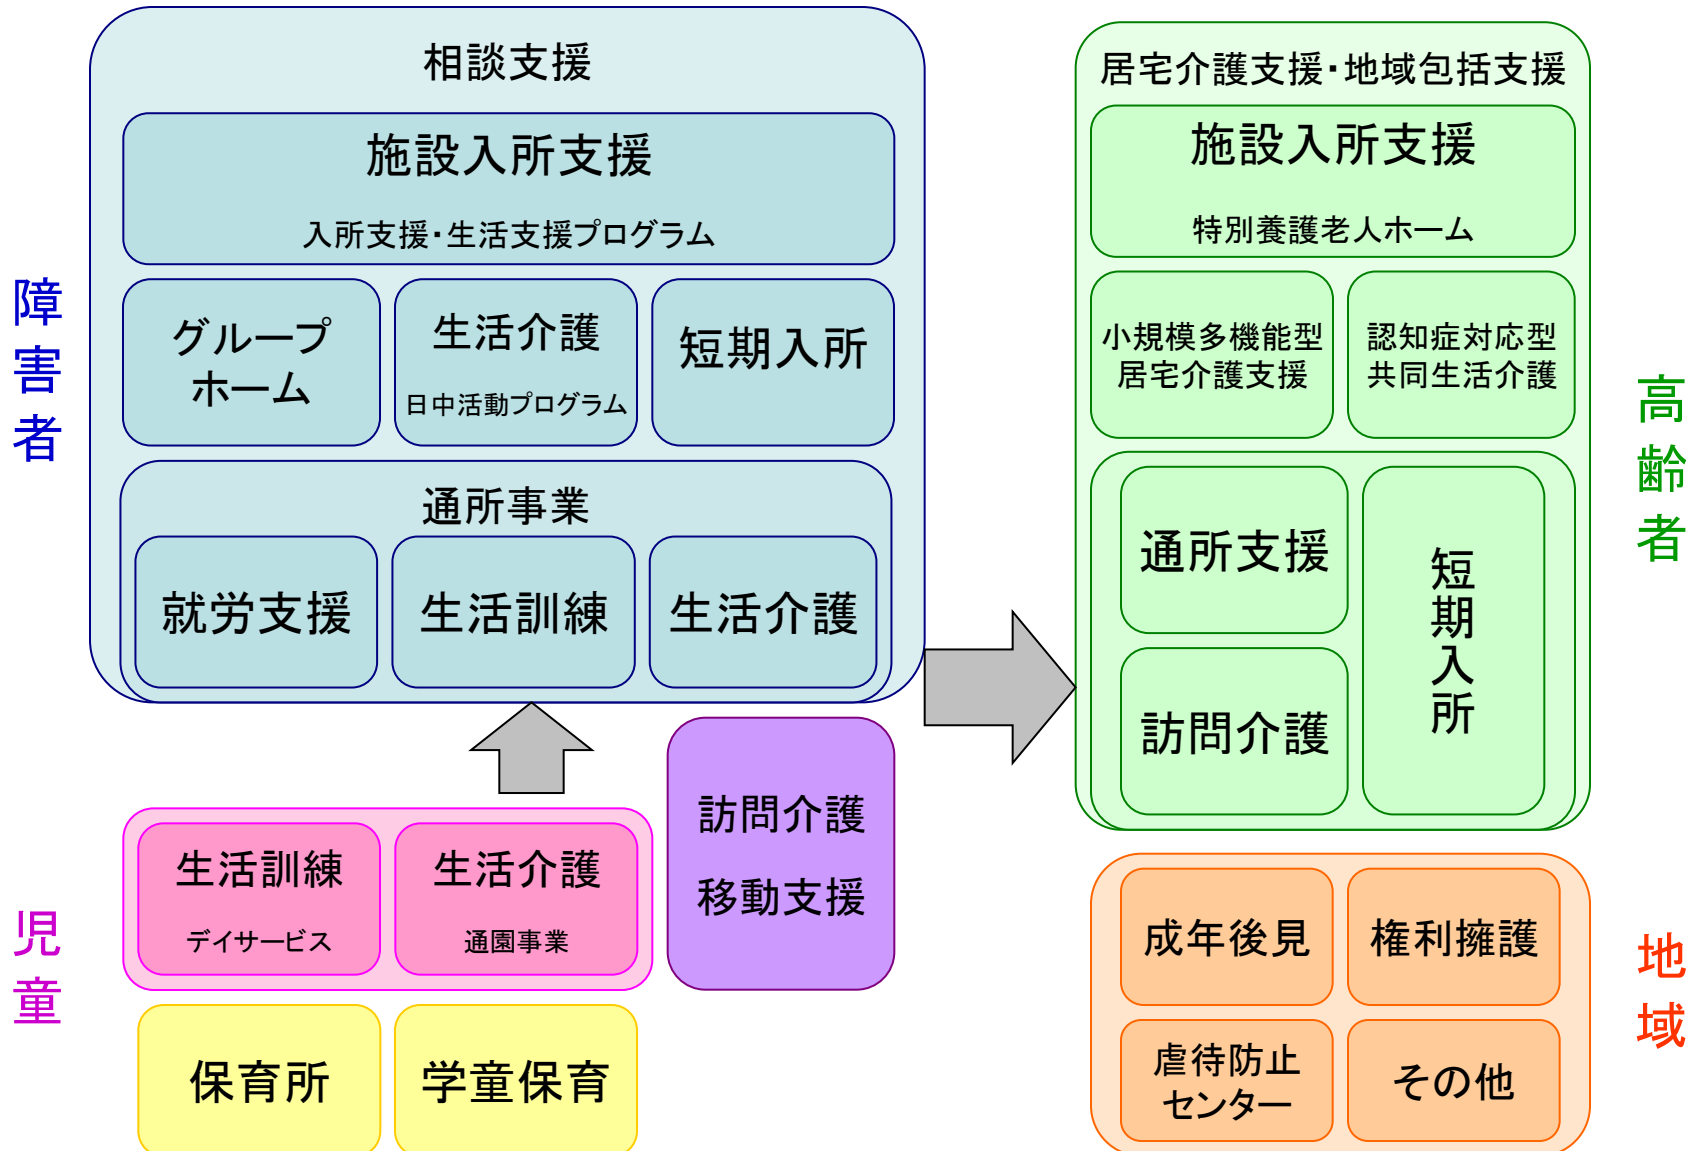 障害者
相談支援
施設入所支援
入所支援・生活支援プログラム
グループ
ホーム
生活介護
日中活動プログラム
短期入所
通所事業
就労支援
生活訓練
生活介護
児童
生活訓練
デイサービス
生活介護
通園事業
訪問介護
移動支援
保育所
学童保育
高齢者
居宅介護支援・地域包括支援
施設入所支援
特別養護老人ホーム
小規模多機能型
居宅介護支援
認知症対応型
共同生活介護
通所支援
訪問介護
短期入所
地域
成年後見
権利擁護
虐待防止
センター
その他